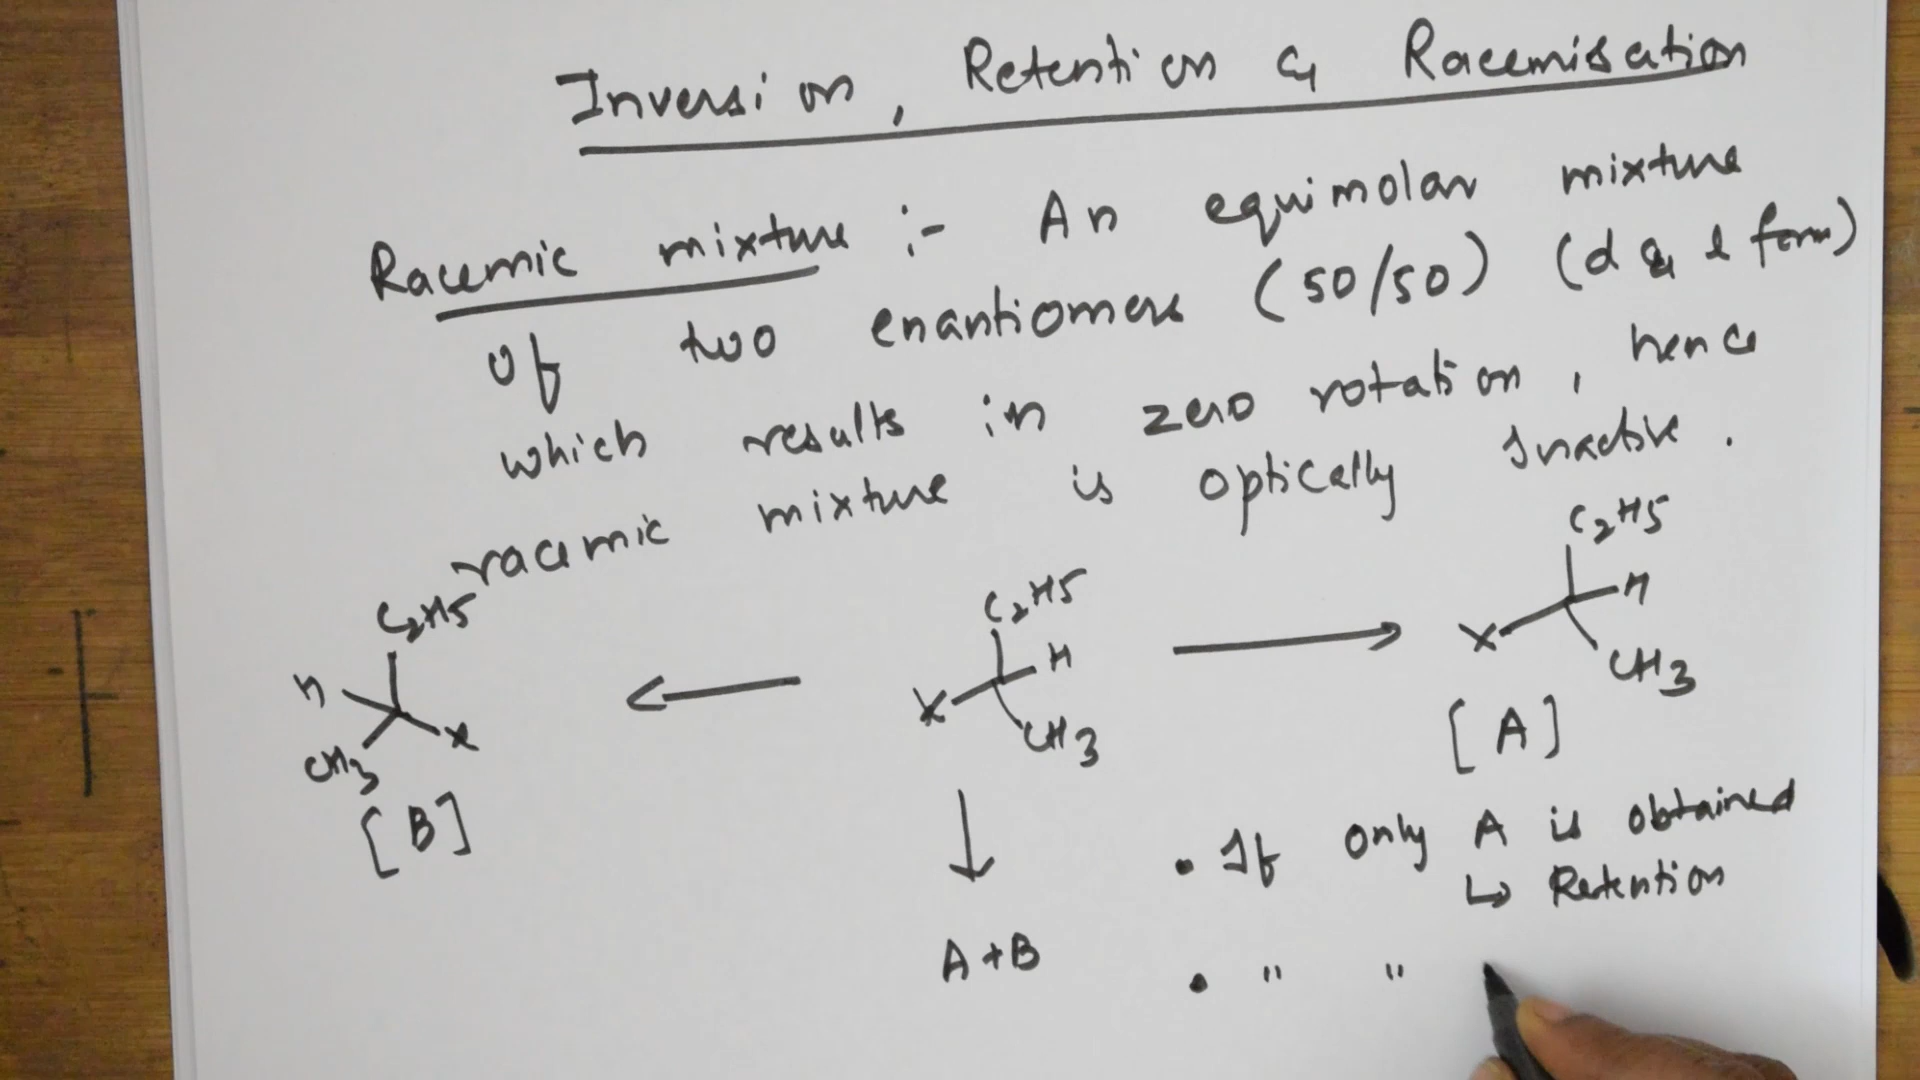 Inversion, Retention & Racemisation
Racemic mixture :- An equimolar mixture
of two enantiomers (50/50) (d & l form)
which results in zero rotation, hence
racemic mixture is optically Inactive.
C2H5
H
X
CH3
[B]
C2H5
H
X
CH3
C2H5
H
X
CH3
[A]
A+B
• If only A is obtained
↳ Retention
• " "